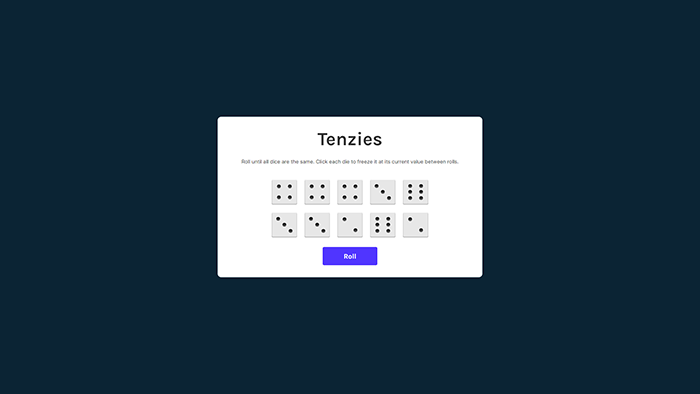 Tenzies
Roll until all dice are the same. Click each die to freeze it at its current value between rolls.
Roll